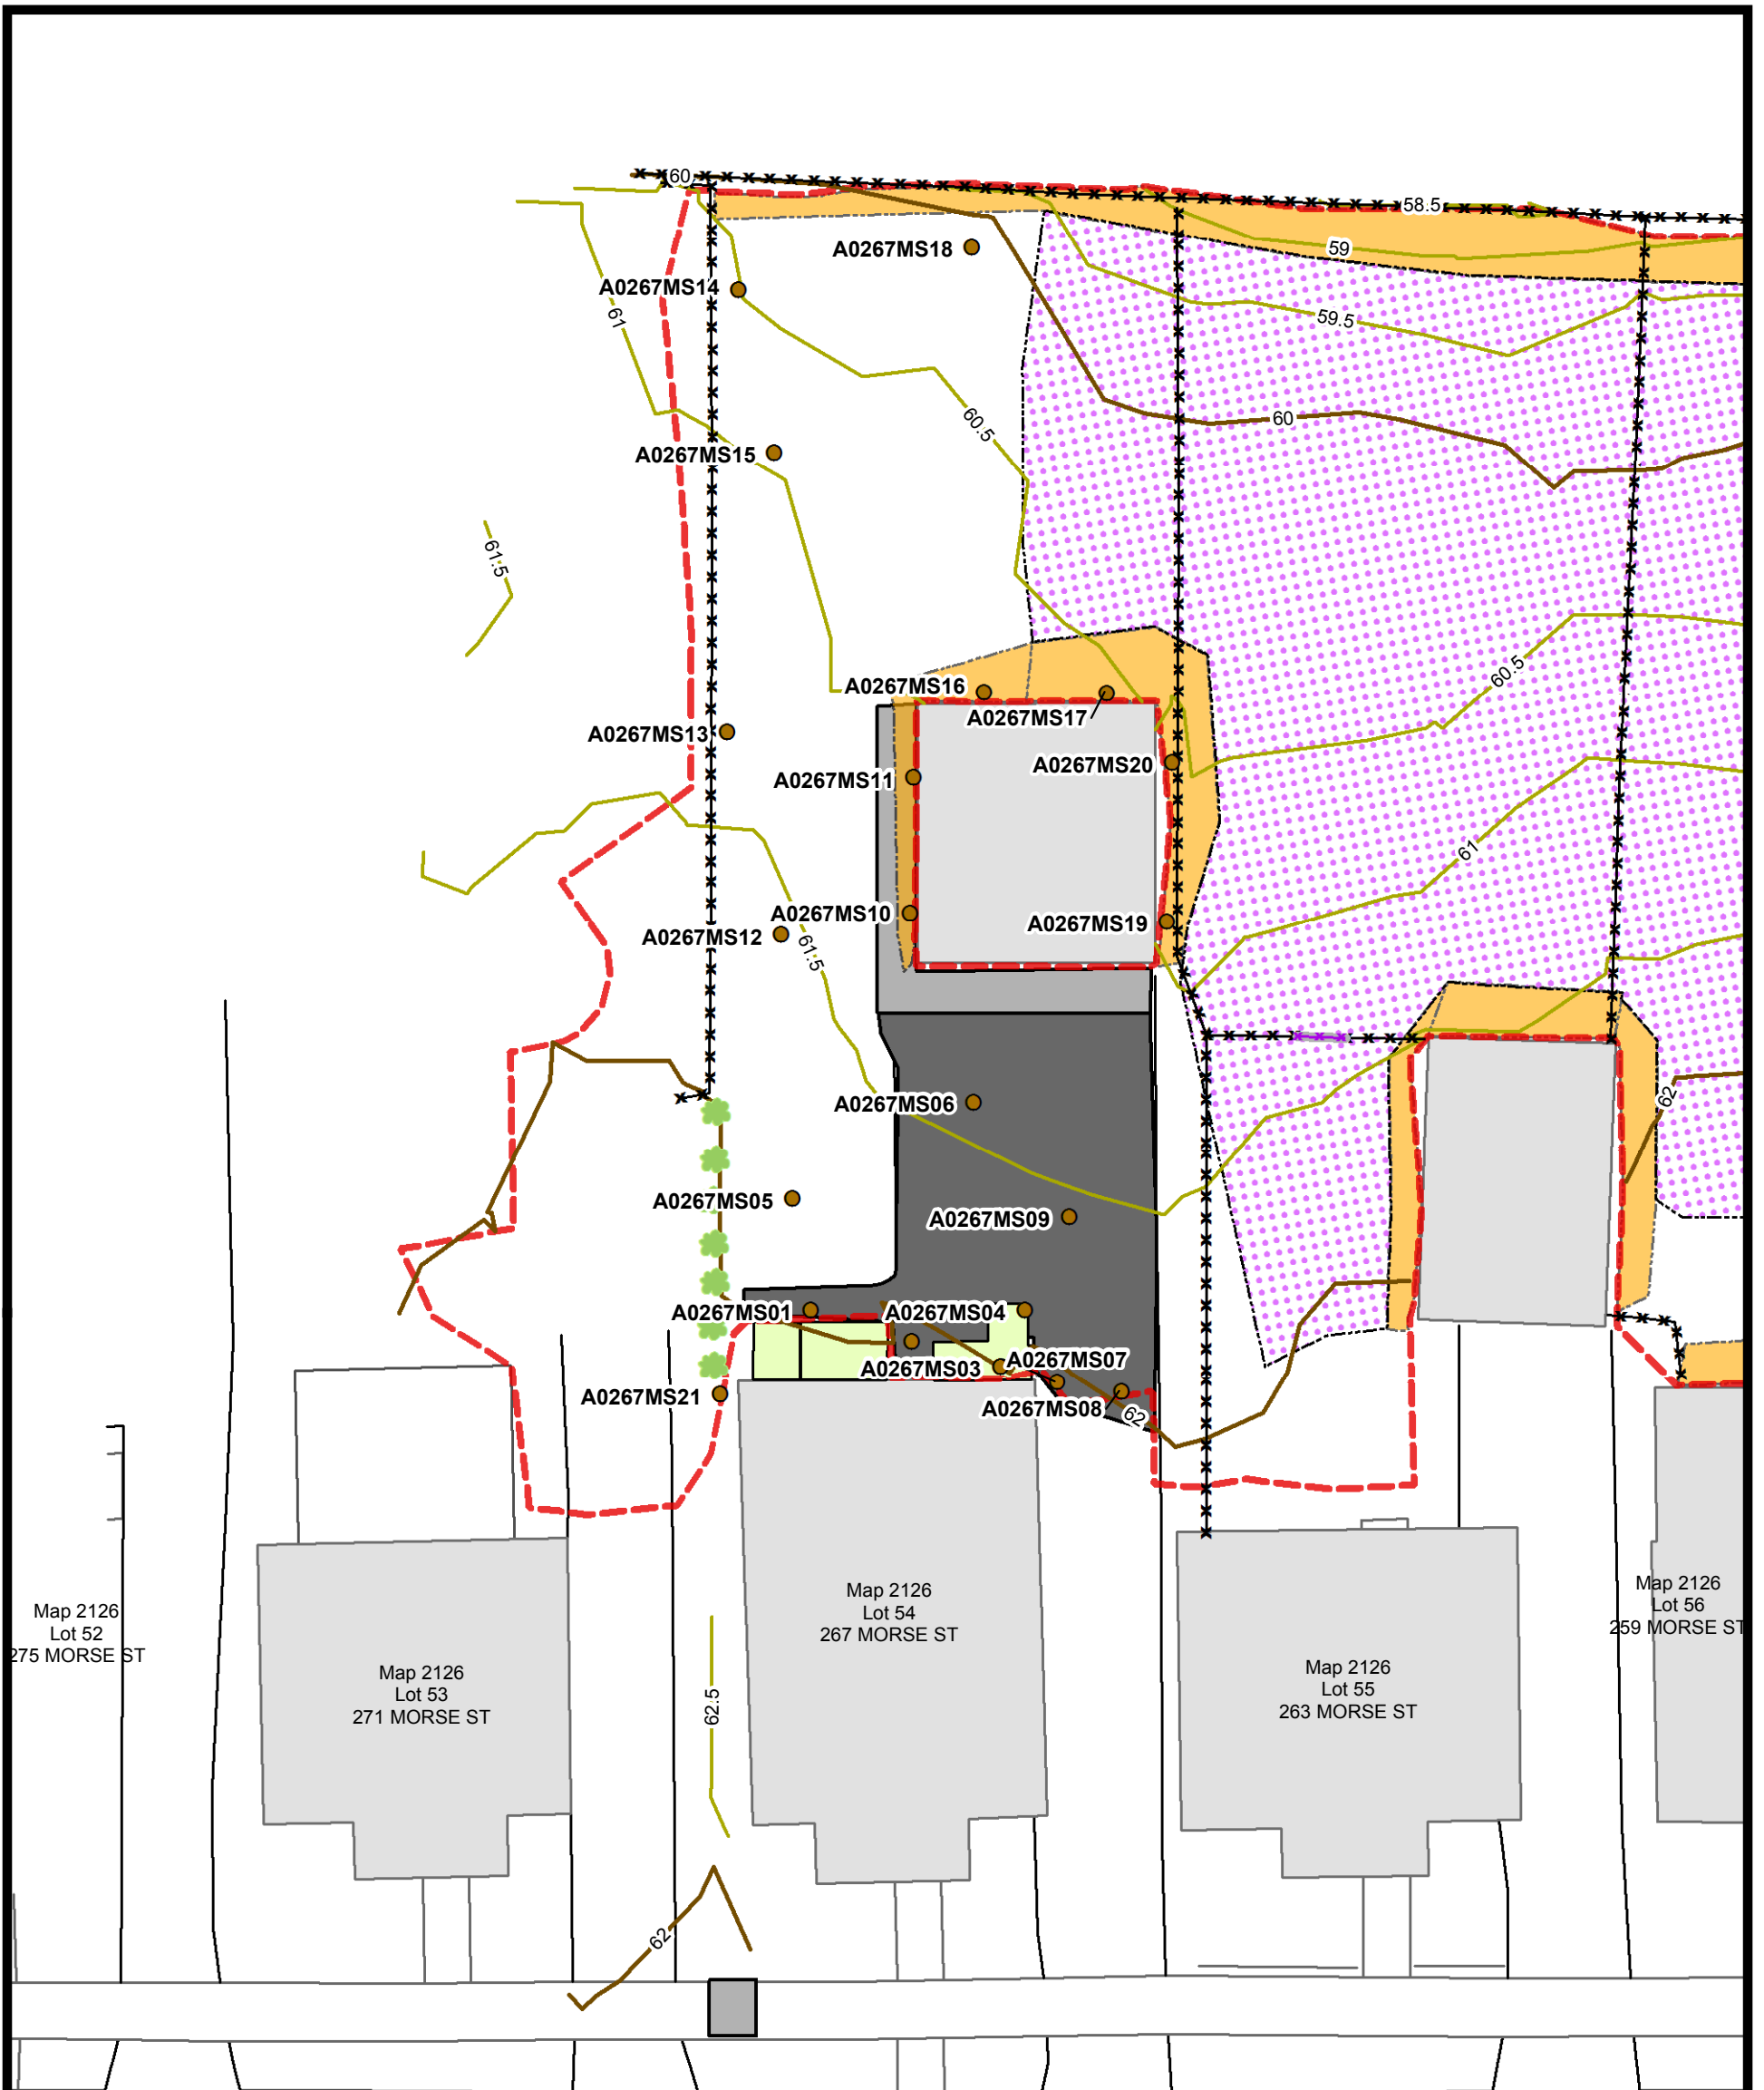 60
58.5
59
A0267MS18
A0267MS14
61
59.5
60.5
60
A0267MS15
61.5
60.5
A0267MS16
A0267MS17
A0267MS13
A0267MS20
A0267MS11
61
A0267MS10
A0267MS19
A0267MS12
61.5
62
A0267MS06
A0267MS05
A0267MS09
A0267MS01
A0267MS04
A0267MS07
A0267MS03
A0267MS21
A0267MS08
62
Map 2126
Lot 52
275 MORSE ST
Map 2126
Lot 53
271 MORSE ST
62.5
Map 2126
Lot 54
267 MORSE ST
Map 2126
Lot 55
263 MORSE ST
Map 2126
Lot 56
259 MORSE ST
62